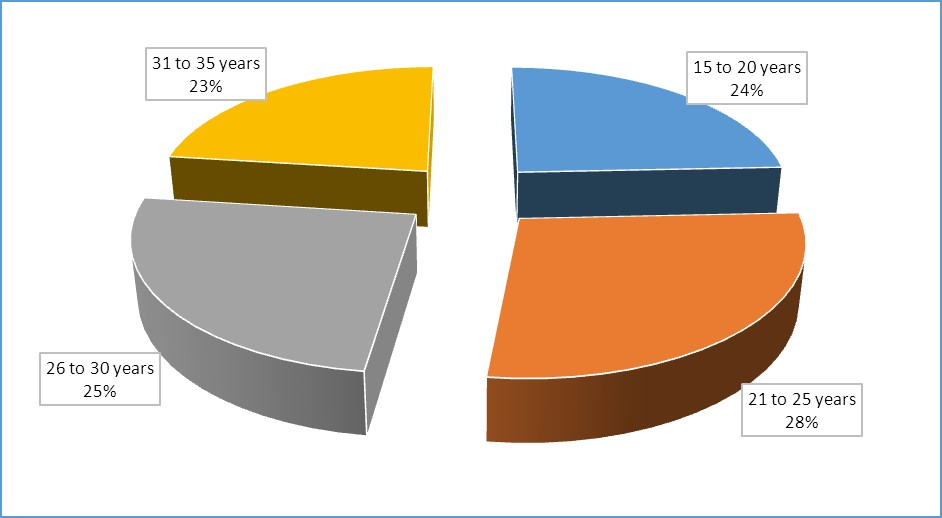 31 to 35 years
23%
15 to 20 years
24%
26 to 30 years
25%
21 to 25 years
28%